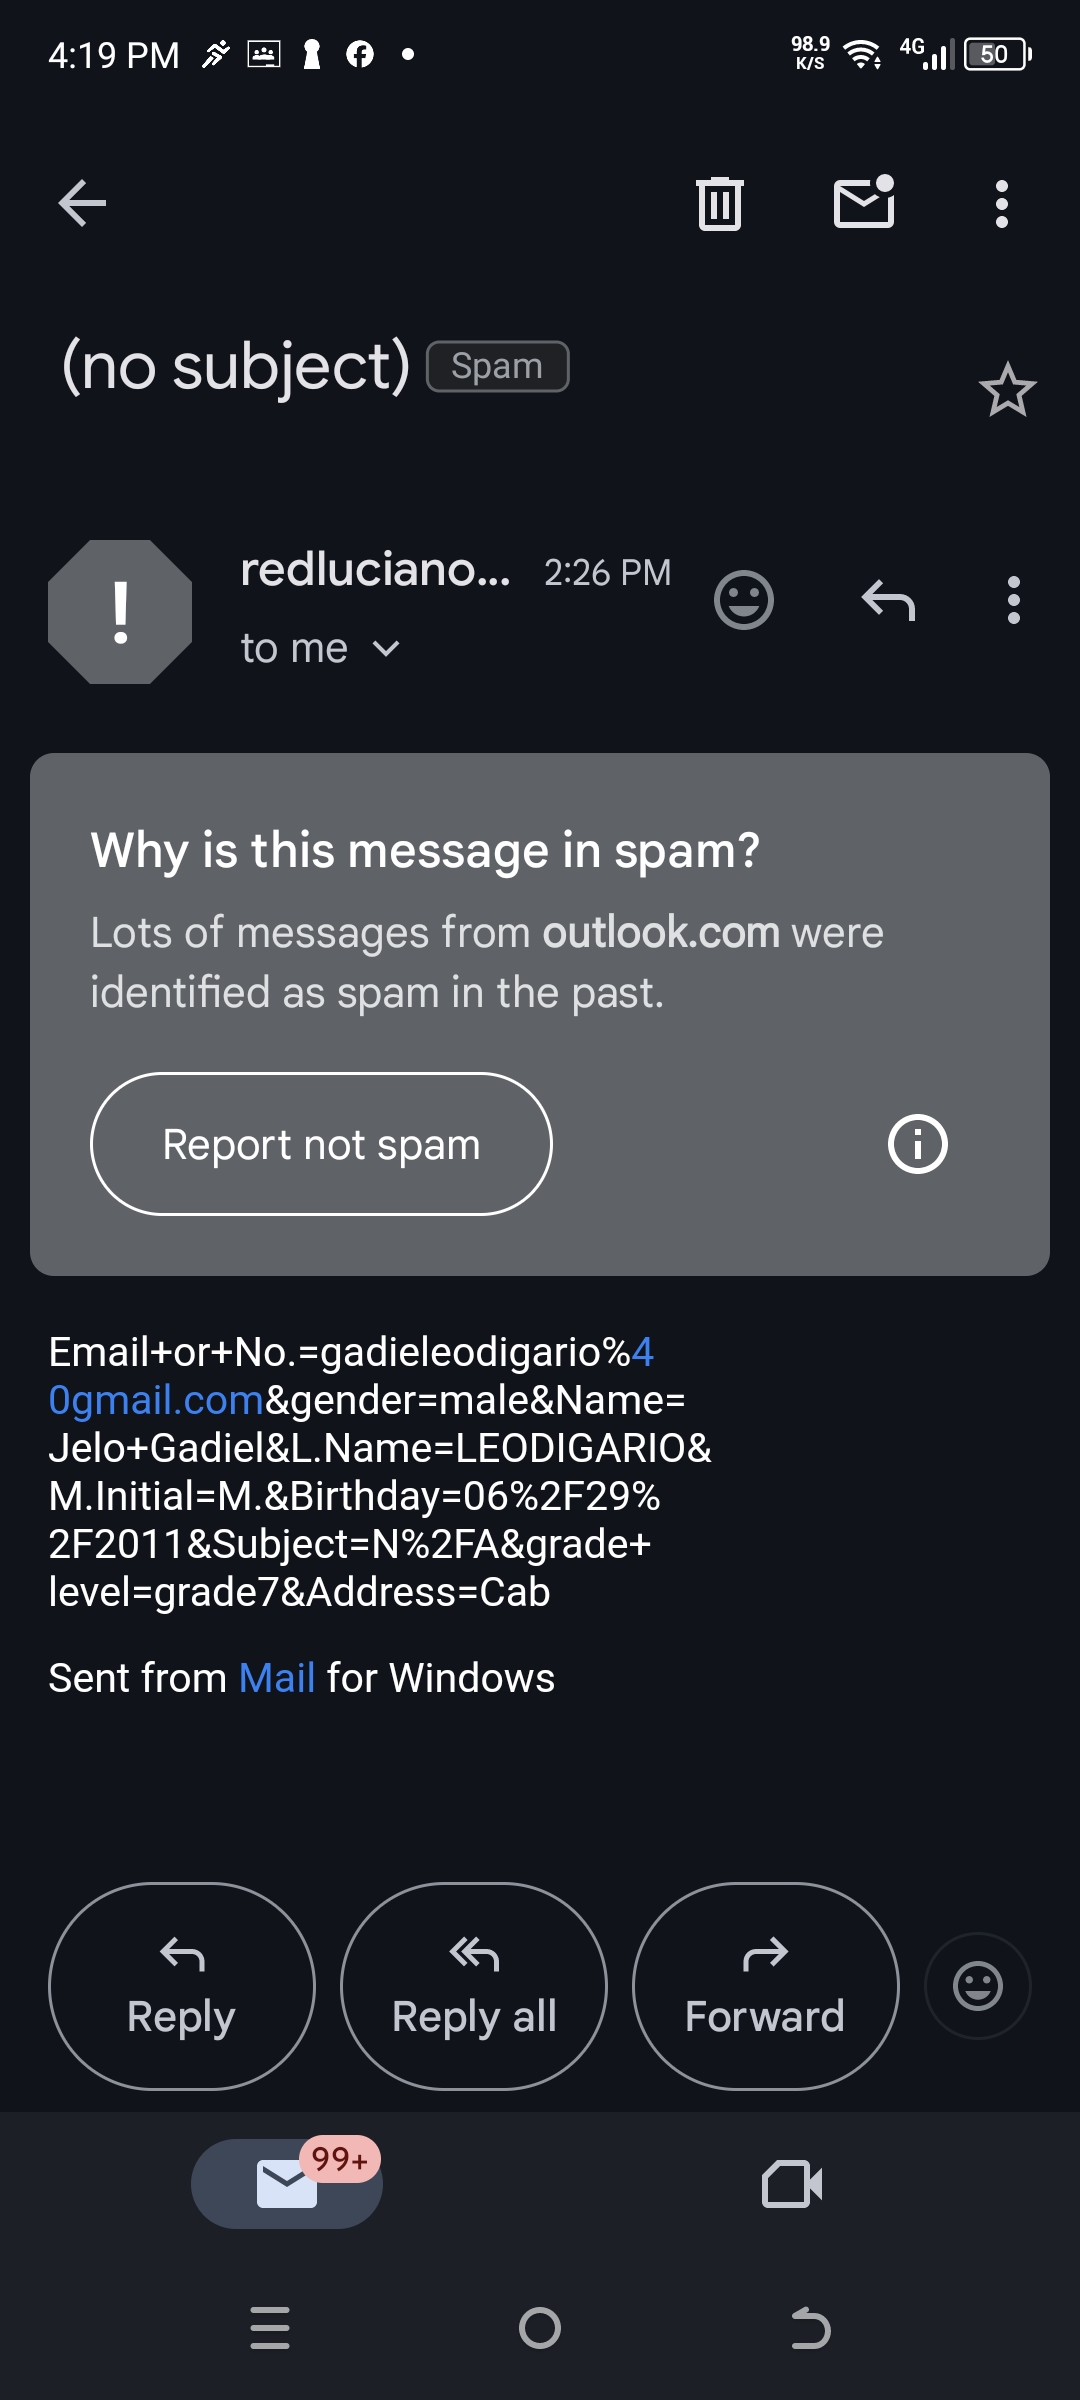 4:19 PM
98.9
K/S
4G
50
(no subject) Spam
redluciano... 2:26 PM
to me
Why is this message in spam?
Lots of messages from outlook.com were
identified as spam in the past.
Report not spam
Email+or+No.=gadieleodigario%4
0gmail.com&gender=male&Name=
Jelo+Gadiel&L.Name=LEODIGARIO&
M.Initial=M.&Birthday=06%2F29%
2F2011&Subject=N%2FA&grade+
level=grade7&Address=Cab
Sent from Mail for Windows
Reply
Reply all
Forward
99+